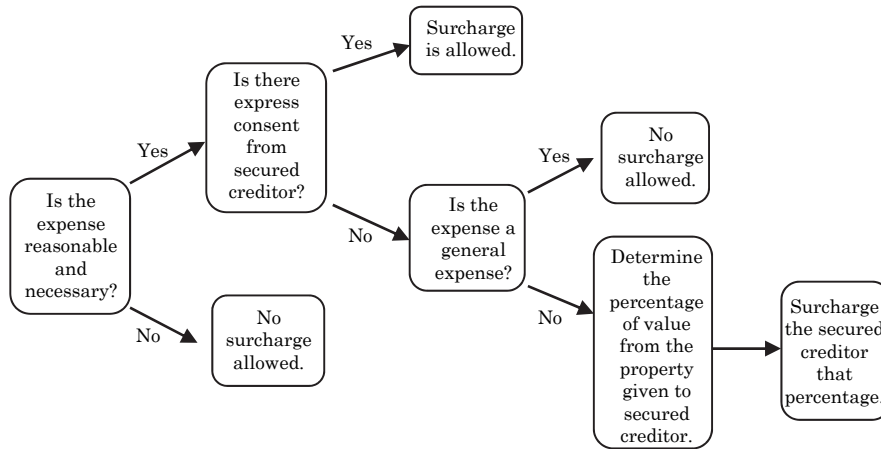 Is the
expense
reasonable
and
necessary?
Yes
No
Is there
express
consent
from
secured
creditor?
No
surcharge
allowed.
Yes
No
Surcharge
is allowed.
Is the
expense a
general
expense?
Yes
No
No
surcharge
allowed.
Determine
the
percentage
of value
from the
property
given to
secured
creditor.
Surcharge
the secured
creditor
that
percentage.